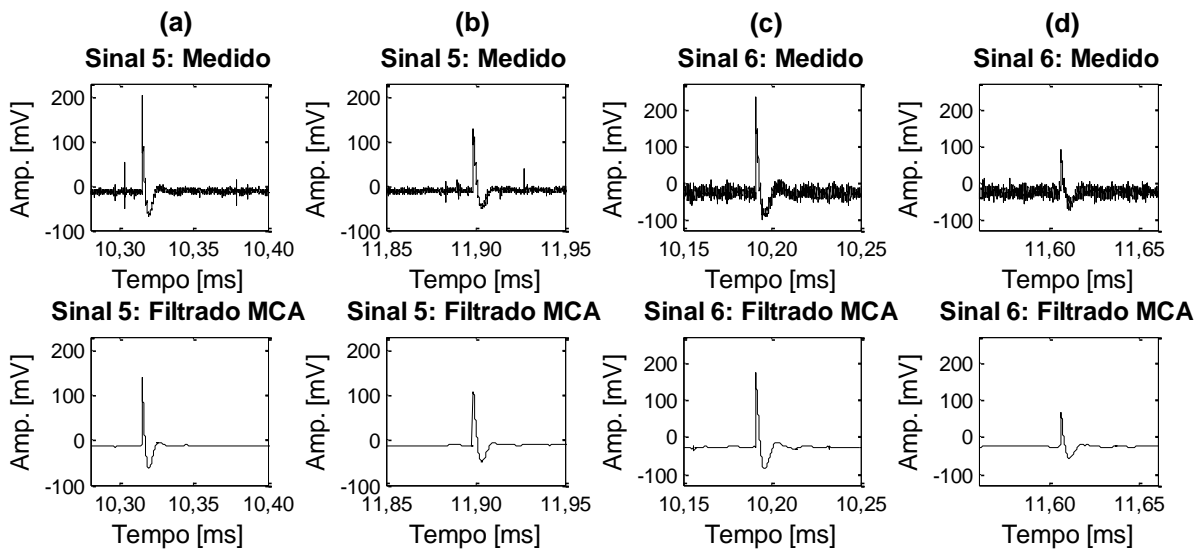 (a) (b) (c) (d)
Sinal 5: Medido Sinal 5: Medido Sinal 6: Medido Sinal 6: Medido
Amp. [mV] Amp. [mV] Amp. [mV] Amp. [mV]
200 200 200 200
100 100 100 100
0 0 0 0
-100 -100 -100 -100
10,30 10,35 10,40 11,85 11,90 11,95 10,15 10,20 10,25 11,60 11,65
Tempo [ms] Tempo [ms] Tempo [ms] Tempo [ms]
Sinal 5: Filtrado MCA Sinal 5: Filtrado MCA Sinal 6: Filtrado MCA Sinal 6: Filtrado MCA
Amp. [mV] Amp. [mV] Amp. [mV] Amp. [mV]
200 200 200 200
100 100 100 100
0 0 0 0
-100 -100 -100 -100
10,30 10,35 10,40 11,85 11,90 11,95 10,15 10,20 10,25 11,60 11,65
Tempo [ms] Tempo [ms] Tempo [ms] Tempo [ms]